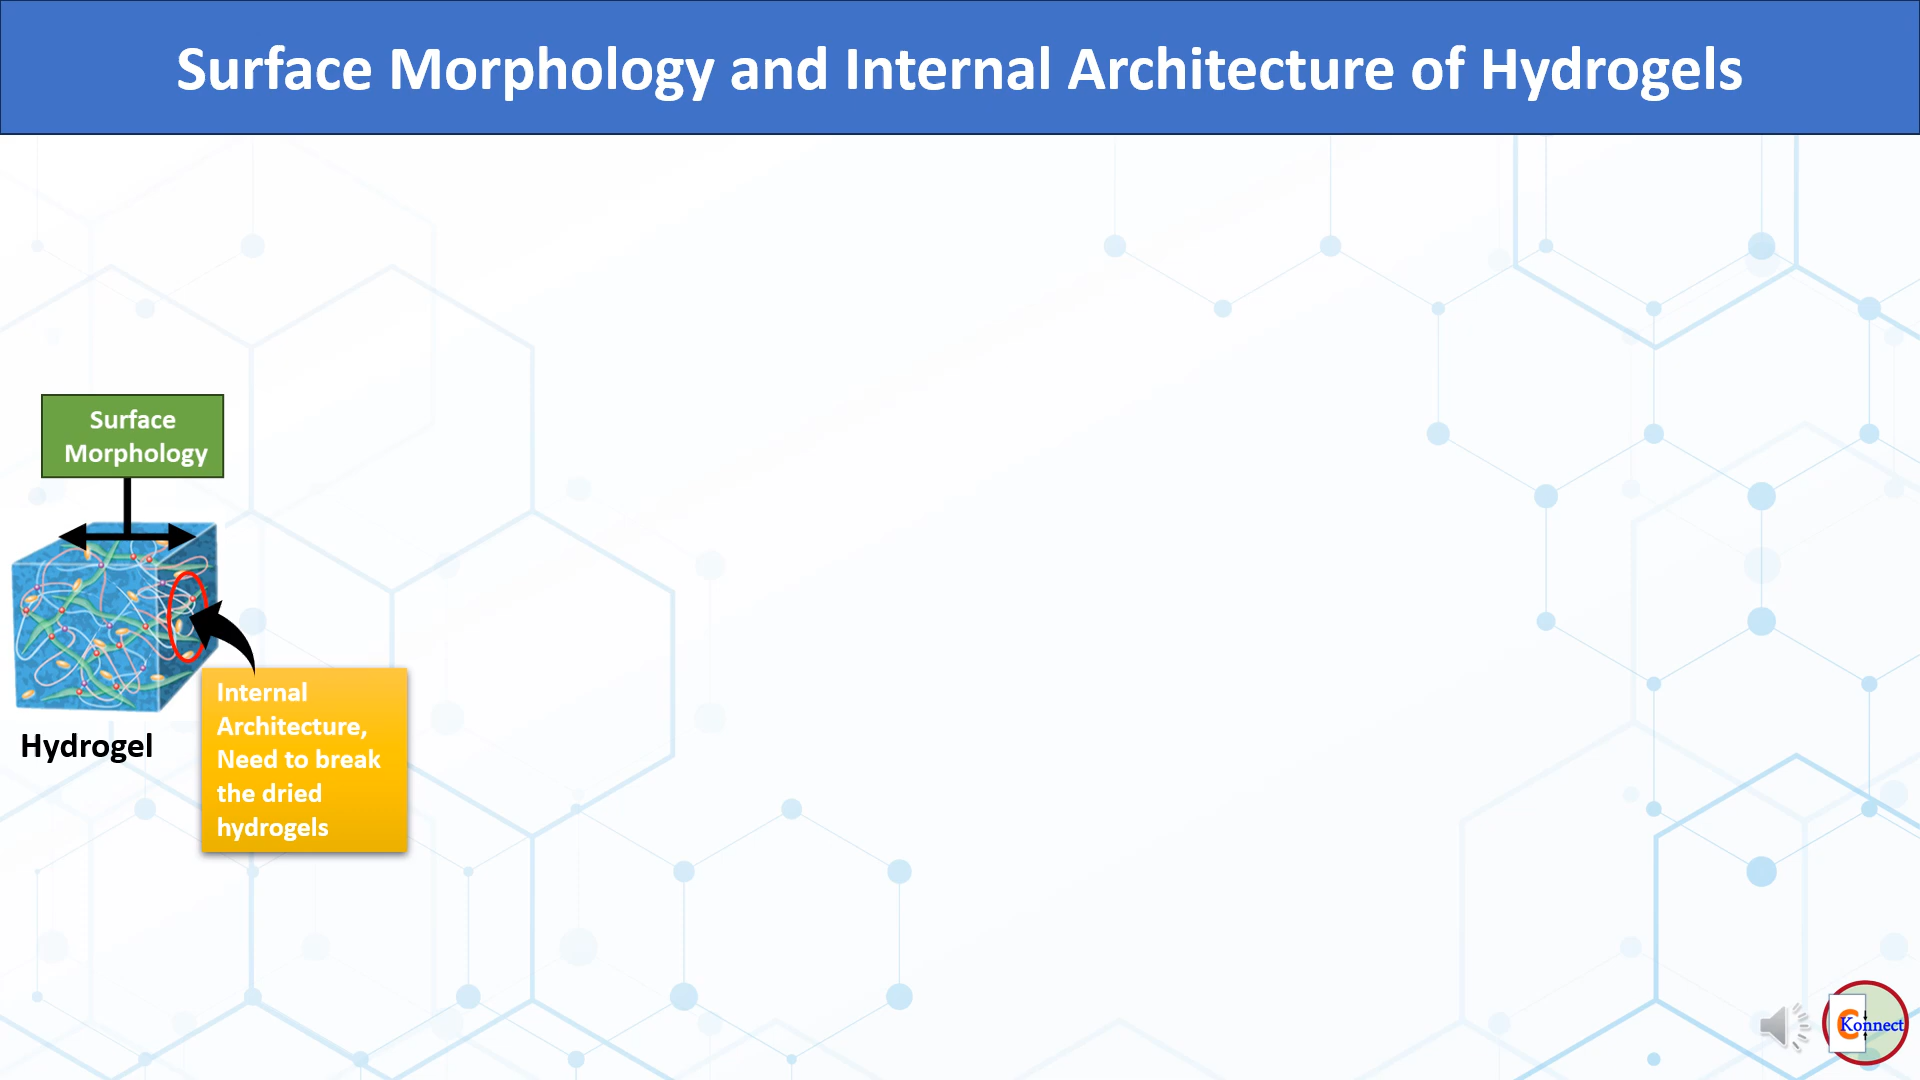 Surface Morphology and Internal Architecture of Hydrogels
Surface
Morphology
Internal
Architecture,
Need to break
the dried
hydrogels
Hydrogel
C
Konnect